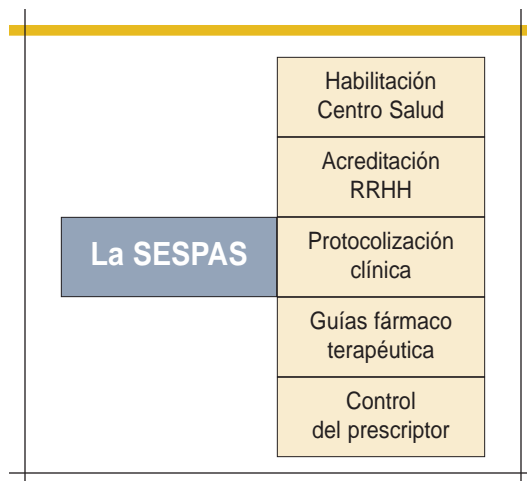 Habilitación
Centro Salud
Acreditación
RRHH
La SESPAS
Protocolización
clínica
Guías fármaco
terapéutica
Control
del prescriptor